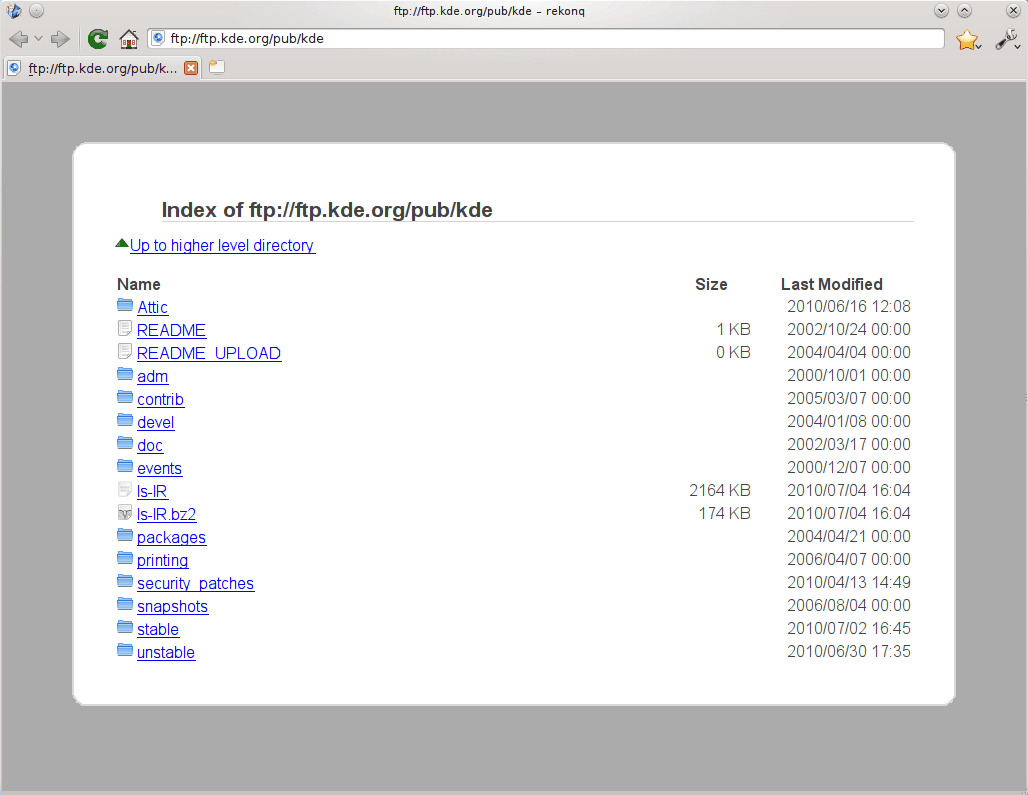 ftp://ftp.kde.org/pub/kde – rekonq
ftp://ftp.kde.org/pub/kde
ftp://ftp.kde.org/pub/k...
Index of ftp://ftp.kde.org/pub/kde
Up to higher level directory
Name Size Last Modified
Attic 2010/06/16 12:08
README 1 KB 2002/10/24 00:00
README_UPLOAD 0 KB 2004/04/04 00:00
adm 2000/10/01 00:00
contrib 2005/03/07 00:00
devel 2004/01/08 00:00
doc 2002/03/17 00:00
events 2000/12/07 00:00
ls-lR 2164 KB 2010/07/04 16:04
ls-lR.bz2 174 KB 2010/07/04 16:04
packages 2004/04/21 00:00
printing 2006/04/07 00:00
security_patches 2010/04/13 14:49
snapshots 2006/08/04 00:00
stable 2010/07/02 16:45
unstable 2010/06/30 17:35